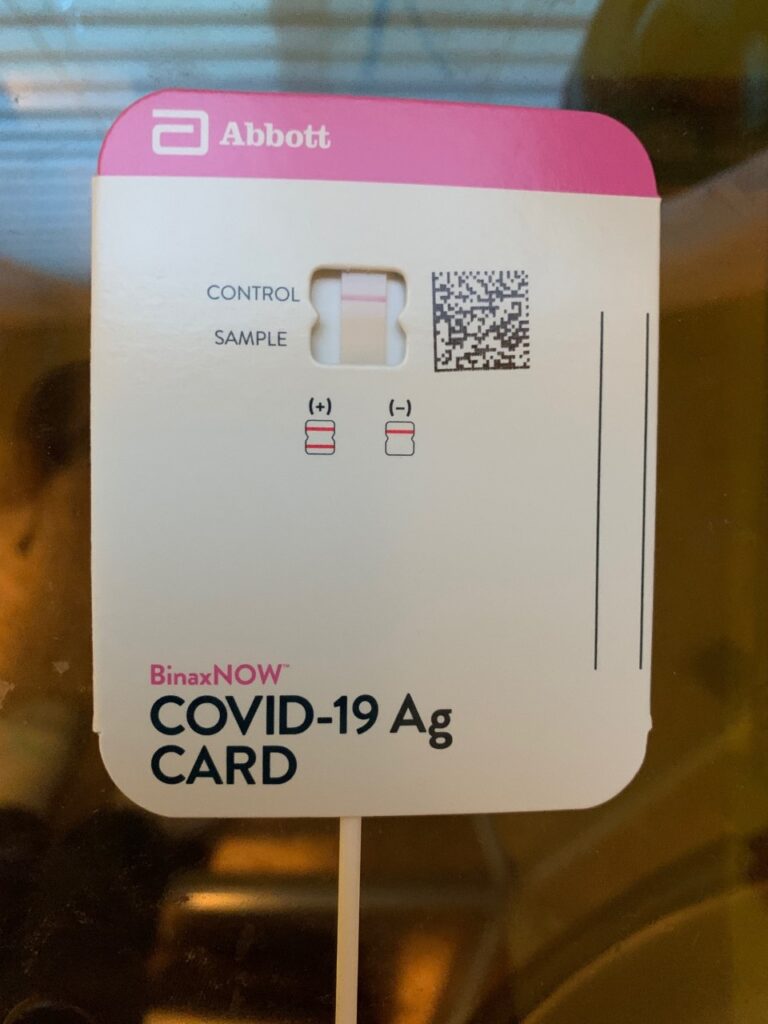 Abbott
CONTROL
SAMPLE
(+) (-)
BinaxNOW™
COVID-19 Ag
CARD